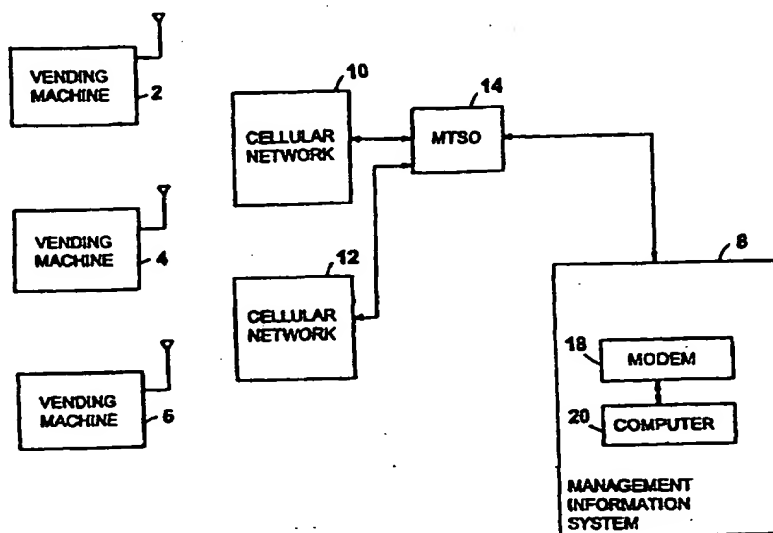 VENDING
MACHINE
2
10
CELLULAR
NETWORK
14
MTSO
VENDING
MACHINE
4
12
CELLULAR
NETWORK
8
18
MODEM
20
COMPUTER
VENDING
MACHINE
6
MANAGEMENT
INFORMATION
SYSTEM